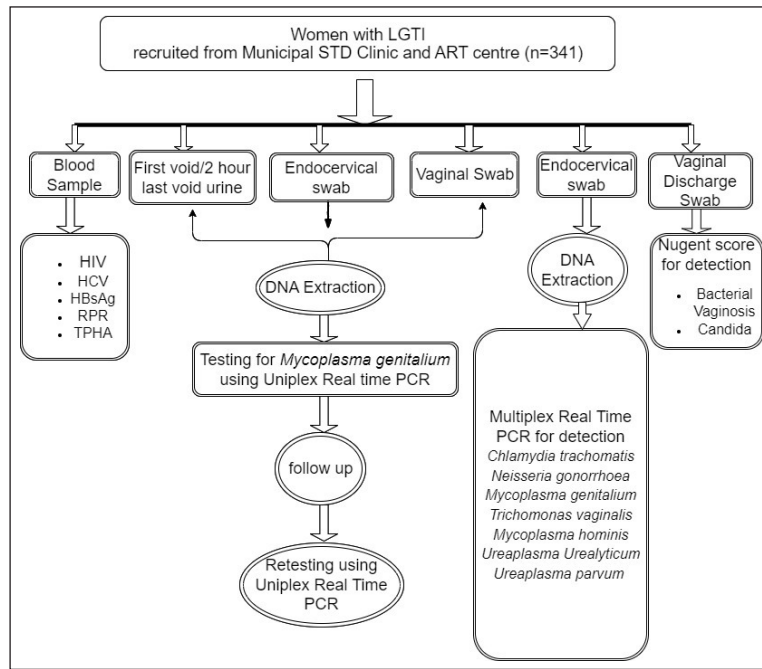 Women with LGTI
recruited from Municipal STD Clinic and ART centre (n=341)
Blood
Sample
First void/2 hour
last void urine
Endocervical
swab
Vaginal Swab
Endocervical
swab
Vaginal
Discharge
Swab
• HIV
• HCV
• HBsAg
• RPR
• TPHA
DNA Extraction
Testing for Mycoplasma genitalium
using Uniplex Real time PCR
follow up
Retesting using
Uniplex Real Time
PCR
DNA
Extraction
Multiplex Real Time
PCR for detection
Chlamydia trachomatis
Neisseria gonorrhoea
Mycoplasma genitalium
Trichomonas vaginalis
Mycoplasma hominis
Ureaplasma Urealyticum
Ureaplasma parvum
Nugent score
for detection
• Bacterial
Vaginosis
• Candida